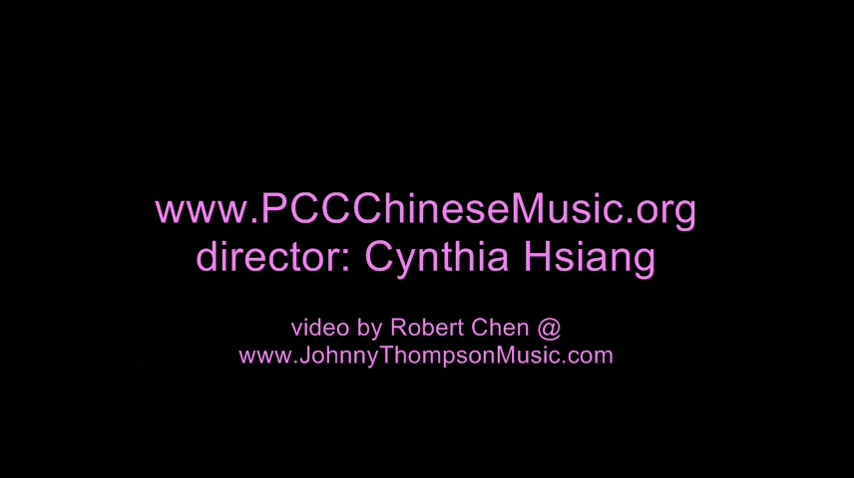 www.PCCChineseMusic.org
director: Cynthia Hsiang
video by Robert Chen @
www.JohnnyThompsonMusic.com